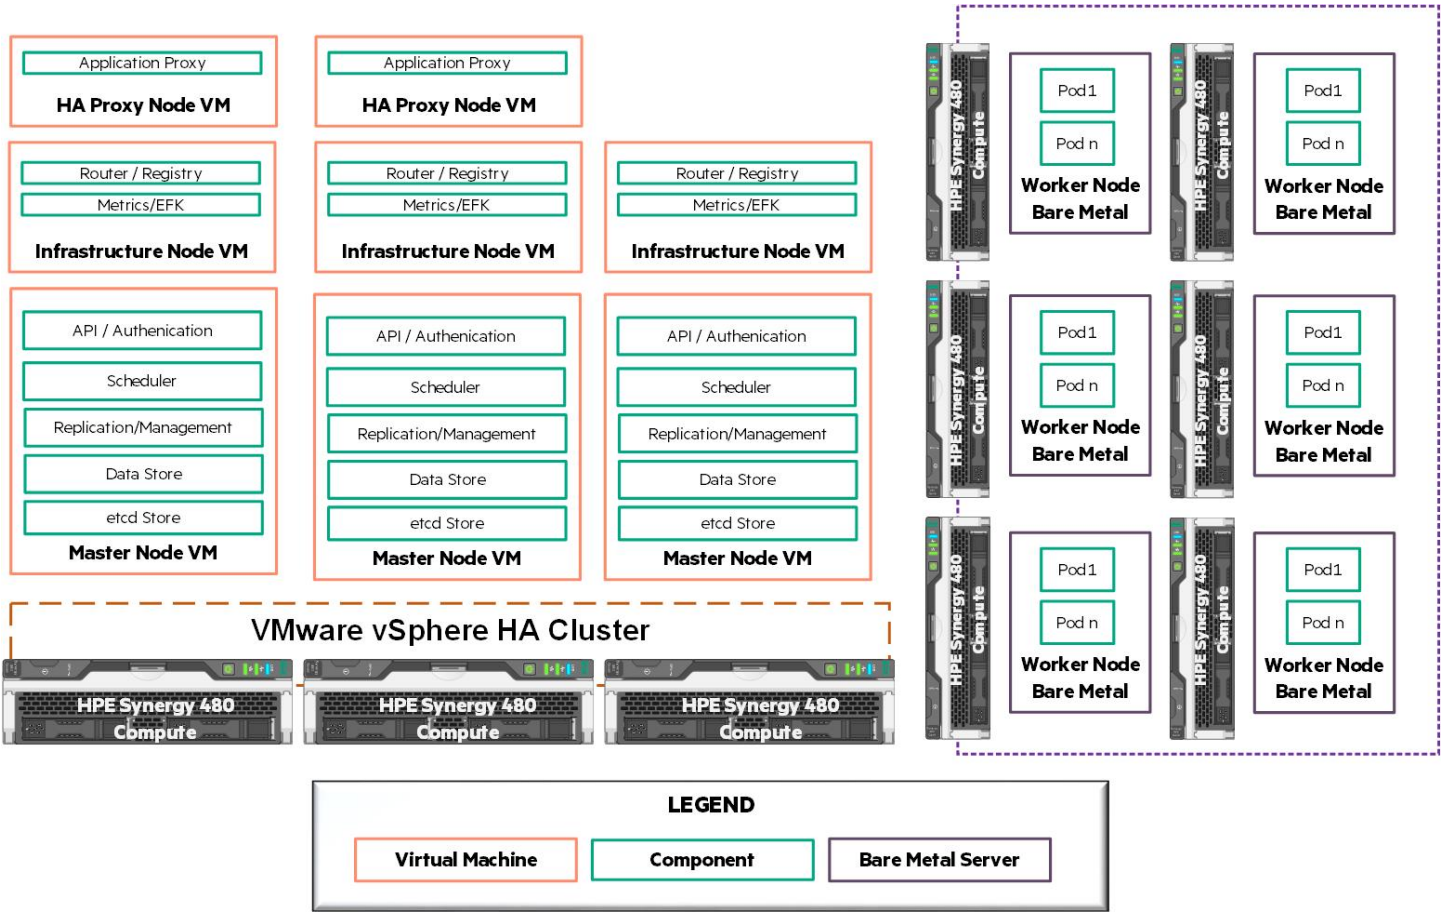 Application Proxy
HA Proxy Node VM
Application Proxy
HA Proxy Node VM
Router / Registry
Metrics/EFK
Infrastructure Node VM
Router / Registry
Metrics/EFK
Infrastructure Node VM
Router / Registry
Metrics/EFK
Infrastructure Node VM
API / Authenication
Scheduler
Replication/Management
Data Store
etcd Store
Master Node VM
API / Authenication
Scheduler
Replication/Management
Data Store
etcd Store
Master Node VM
API / Authenication
Scheduler
Replication/Management
Data Store
etcd Store
Master Node VM
VMware vSphere HA Cluster
HPE Synergy 480
Compute
HPE Synergy 480
Compute
HPE Synergy 480
Compute
HPE Synergy 480
Compute
Pod1
Pod n
Worker Node
Bare Metal
HPE Synergy 480
Compute
Pod1
Pod n
Worker Node
Bare Metal
HPE Synergy 480
Compute
Pod1
Pod n
Worker Node
Bare Metal
HPE Synergy 480
Compute
Pod1
Pod n
Worker Node
Bare Metal
HPE Synergy 480
Compute
Pod1
Pod n
Worker Node
Bare Metal
HPE Synergy 480
Compute
Pod1
Pod n
Worker Node
Bare Metal
LEGEND
Virtual Machine
Component
Bare Metal Server